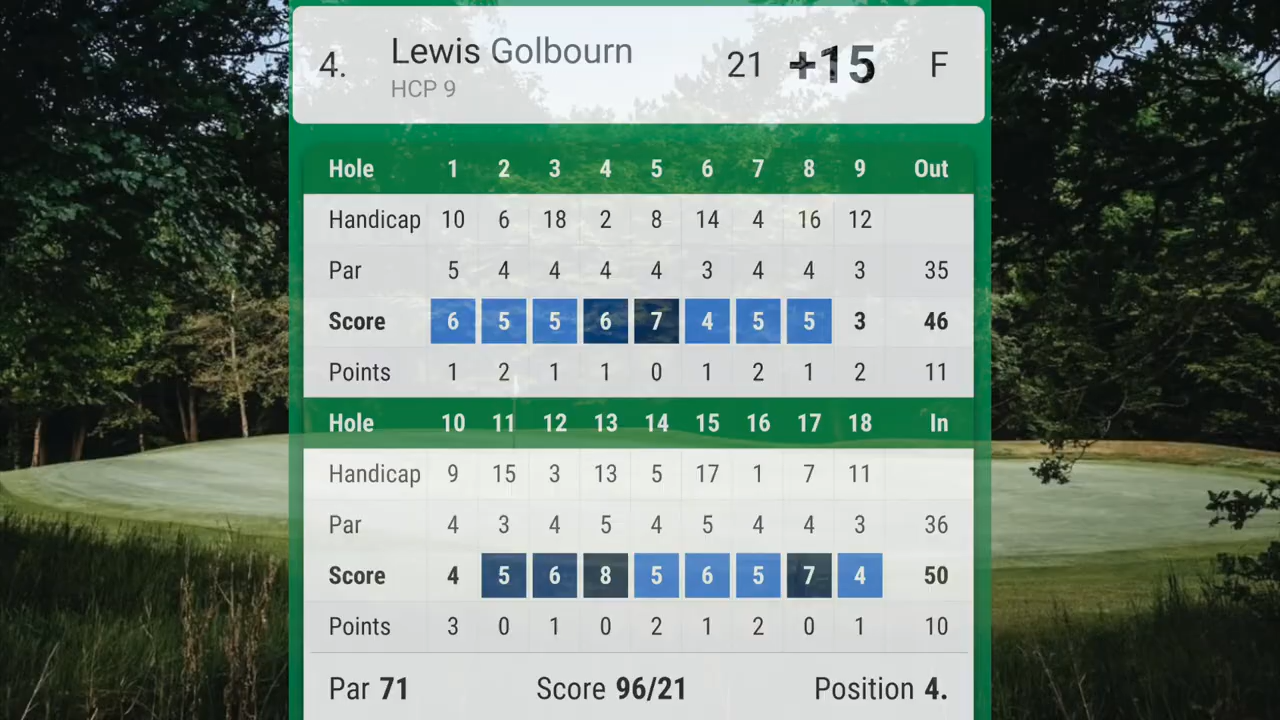 4. Lewis Golbourn 21 +15 F
HCP 9
Hole 1 2 3 4 5 6 7 8 9 Out
Handicap 10 6 18 2 8 14 4 16 12
Par 5 4 4 4 4 3 4 4 3 35
Score 6 5 5 6 7 4 5 5 3 46
Points 1 2 1 1 0 1 2 1 2 11
Hole 10 11 12 13 14 15 16 17 18 In
Handicap 9 15 3 13 5 17 1 7 11
Par 4 3 4 5 4 5 4 4 3 36
Score 4 5 6 8 5 6 5 7 4 50
Points 3 0 1 0 2 1 2 0 1 10
Par 71 Score 96/21 Position 4.